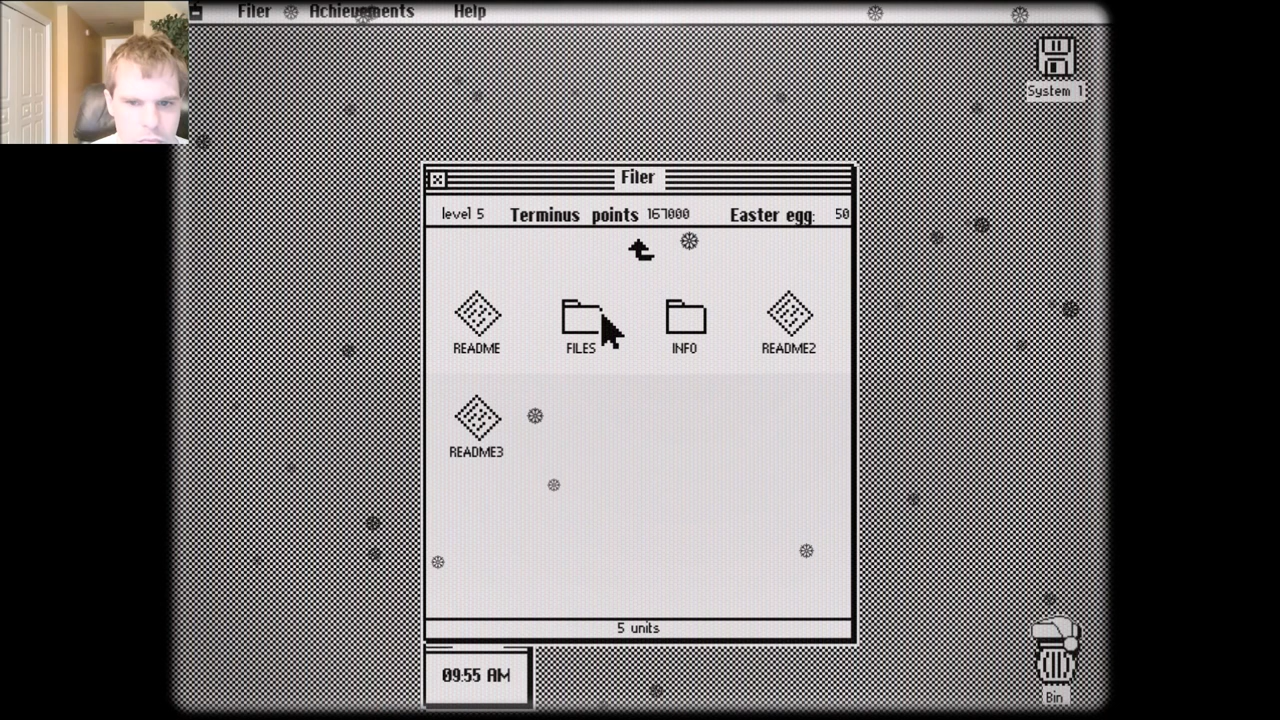 Filer Achievements Help
System 1
Filer
level 5 Terminus points 167000 Easter egg: 50
README FILES INFO README2
README3
5 units
09:55 AM
Bin